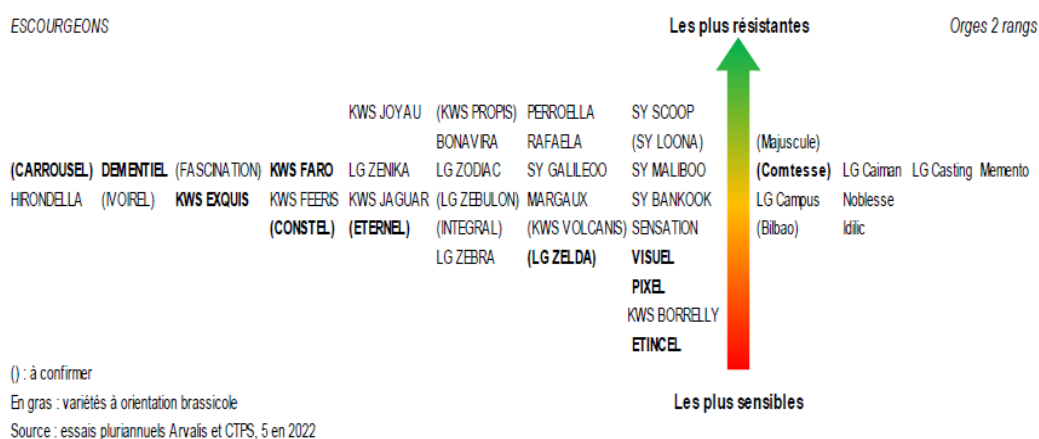 ESCOURGEONS Les plus résistantes Orges 2 rangs
KWS JOYAU (KWS PROPIS) PERROELLA SY SCOOP
BONAVIRA RAFAELA (SY LOONA) (Majuscule)
(CARROUSEL) DEMENTIEL (FASCINATION) KWS FARO LG ZENIKA LG ZODIAC SY GALILEOO SY MALIBOO (Comtesse) LG Caiman LG Casting Memento
HIRONDELLA (IVOIREL) KWS EXQUIS KWS FEERIS KWS JAGUAR (LG ZEBULON) MARGAUX SY BANKOOK LG Campus Noblesse
(CONSTEL) (ETERNEL) (INTEGRAL) (KWS VOLCANIS) SENSATION (Bilbao) Idilic
LG ZEBRA (LG ZELDA) VISUEL
PIXEL
KWS BORRELLY
ETINCEL
() : à confirmer
En gras : variétés à orientation brassicole Les plus sensibles
Source : essais pluriannuels Arvalis et CTPS, 5 en 2022